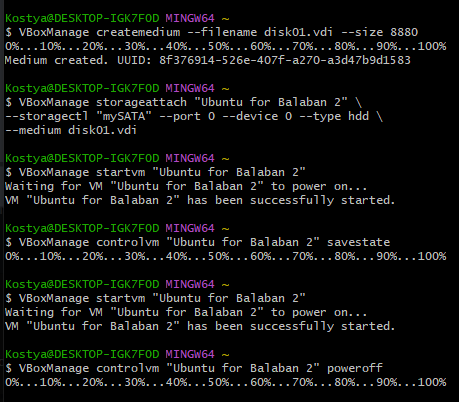 Kostya@DESKTOP-IGK7FOD MINGW64 ~
$ VBoxManage createmedium --filename disk01.vdi --size 8880
0%...10%...20%...30%...40%...50%...60%...70%...80%...90%...100%
Medium created. UUID: 8f376914-526e-407f-a270-a3d47b9d1583
Kostya@DESKTOP-IGK7FOD MINGW64 ~
$ VBoxManage storageattach "Ubuntu for Balaban 2" \
--storagectl "mySATA" --port 0 --device 0 --type hdd \
--medium disk01.vdi
Kostya@DESKTOP-IGK7FOD MINGW64 ~
$ VBoxManage startvm "Ubuntu for Balaban 2"
Waiting for VM "Ubuntu for Balaban 2" to power on...
VM "Ubuntu for Balaban 2" has been successfully started.
Kostya@DESKTOP-IGK7FOD MINGW64 ~
$ VBoxManage controlvm "Ubuntu for Balaban 2" savestate
0%...10%...20%...30%...40%...50%...60%...70%...80%...90%...100%
Kostya@DESKTOP-IGK7FOD MINGW64 ~
$ VBoxManage startvm "Ubuntu for Balaban 2"
Waiting for VM "Ubuntu for Balaban 2" to power on...
VM "Ubuntu for Balaban 2" has been successfully started.
Kostya@DESKTOP-IGK7FOD MINGW64 ~
$ VBoxManage controlvm "Ubuntu for Balaban 2" poweroff
0%...10%...20%...30%...40%...50%...60%...70%...80%...90%...100%